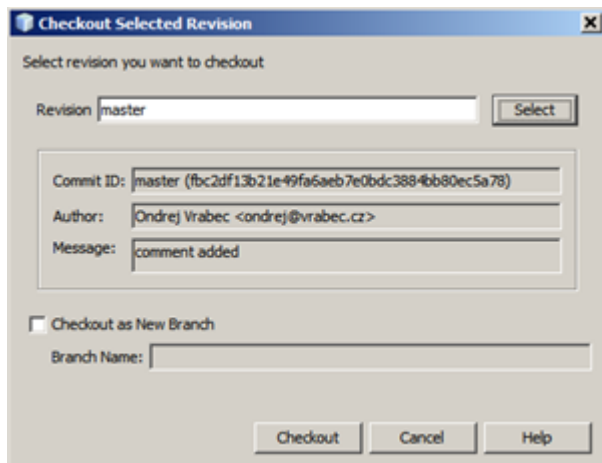 Checkout Selected Revision
Select revision you want to checkout
Revision master Select
Commit ID: master (fbc2df13b21e49fa6aeb7e0bdc3884bb80ec5a78)
Author: Ondrej Vrabec <ondrej@vrabec.cz>
Message: comment added
Checkout as New Branch
Branch Name:
Checkout Cancel Help